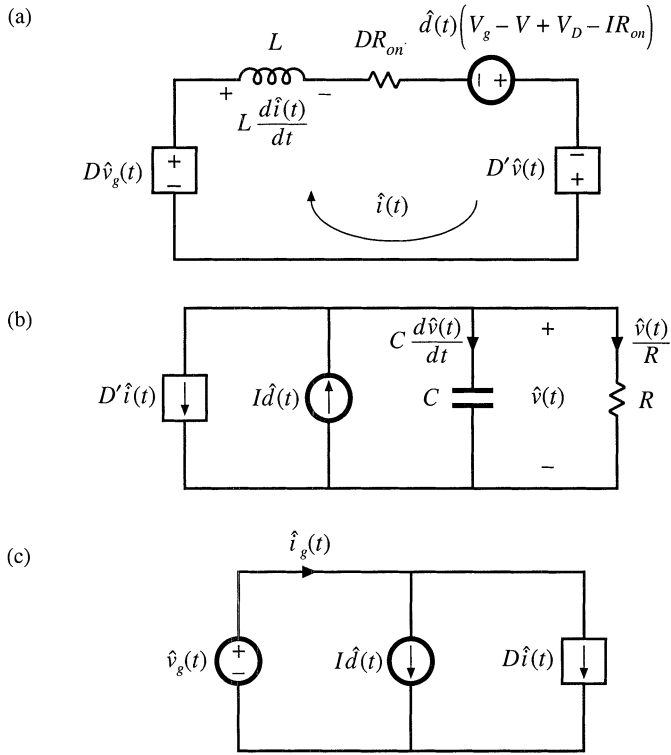 (a)
L
DR_on
d̂(t)(V_g − V + V_D − IR_on)
+ −
L dî(t)/dt
− +
Dv̂_g(t)
+
−
D′v̂(t)
−
+
î(t)
(b)
C dv̂(t)/dt
+
v̂(t)/R
D′î(t)
Id̂(t)
C
v̂(t)
R
−
(c)
î_g(t)
v̂_g(t)
+
−
Id̂(t)
Dî(t)